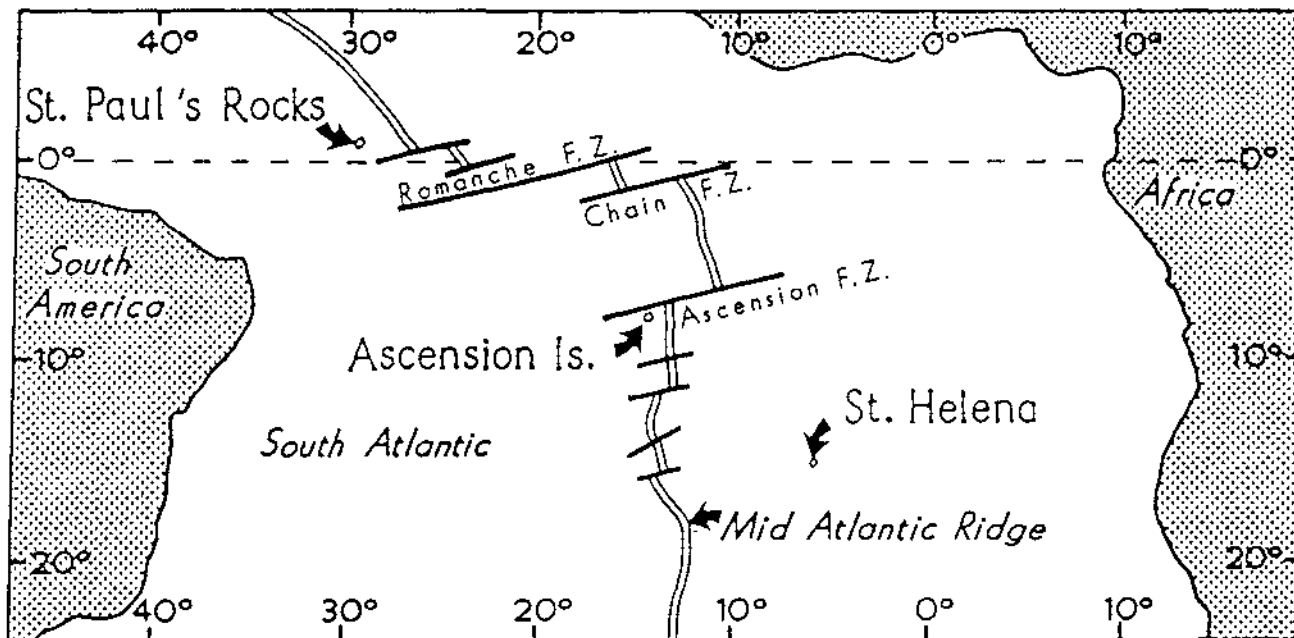 40° 30° 20° 10° 0° 10°
St. Paul's Rocks
0° 0°
Romanche F.Z.
Chain F.Z.
Africa
South
America
Ascension F.Z.
Ascension Is.
10° 10°
St. Helena
South Atlantic
Mid Atlantic Ridge
20° 20°
40° 30° 20° 10° 0° 10°